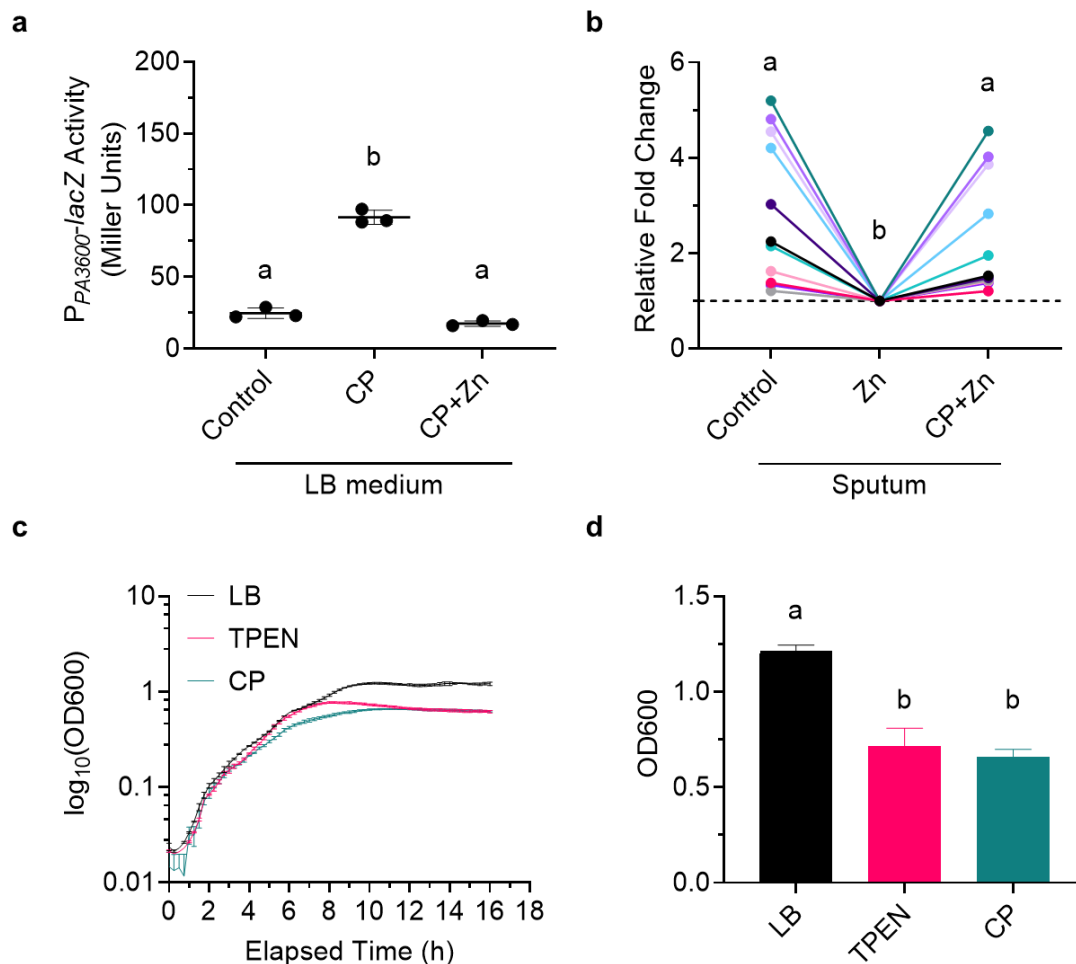 a
P_PA3600-lacZ Activity
(Miller Units)
200
150
100
50
0
a
b
a
Control
CP
CP+Zn
LB medium
b
Relative Fold Change
6
4
2
0
a
b
a
Control
Zn
CP+Zn
Sputum
c
log10(OD600)
10
1
0.1
0.01
LB
TPEN
CP
0 2 4 6 8 10 12 14 16 18
Elapsed Time (h)
d
OD600
1.5
1.0
0.5
0.0
a
b
b
LB
TPEN
CP